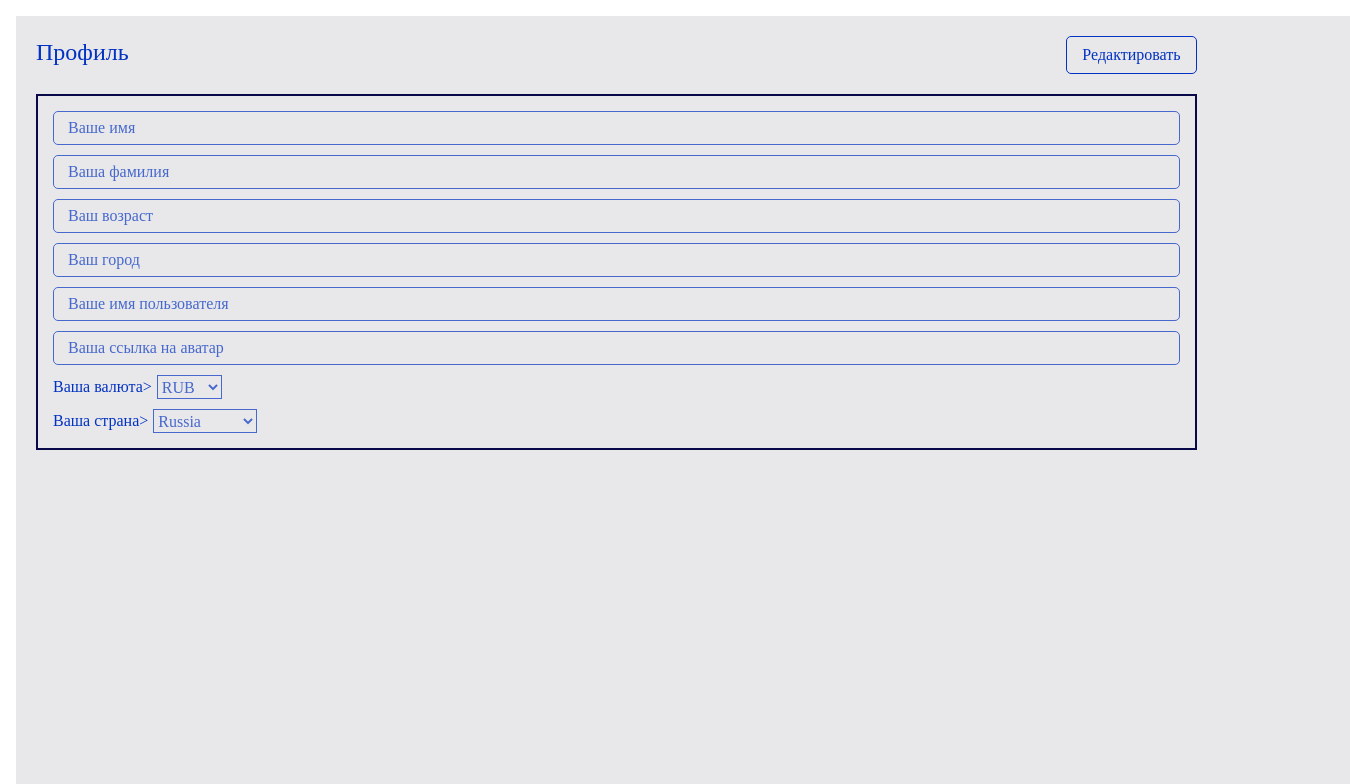 Профиль
Редактировать
Ваше имя
Ваша фамилия
Ваш возраст
Ваш город
Ваше имя пользователя
Ваша ссылка на аватар
Ваша валюта> RUB
Ваша страна> Russia